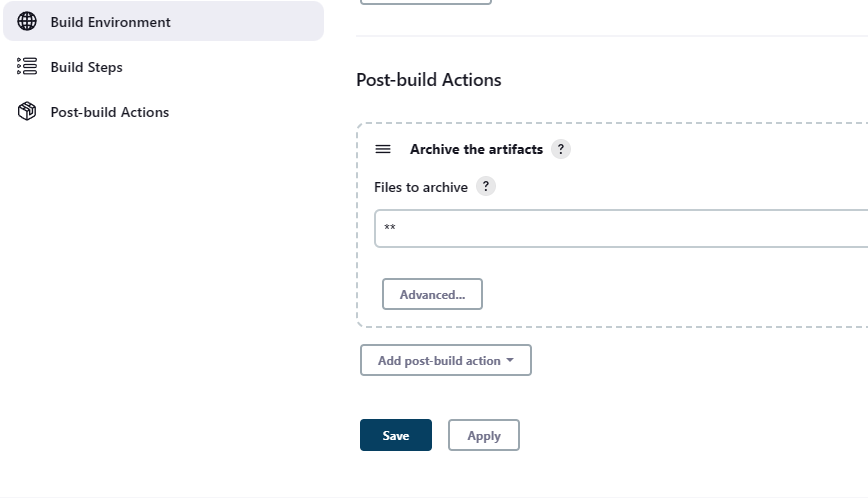 Build Environment
Build Steps
Post-build Actions
Post-build Actions
Archive the artifacts ?
Files to archive ?
**
Advanced...
Add post-build action
Save
Apply